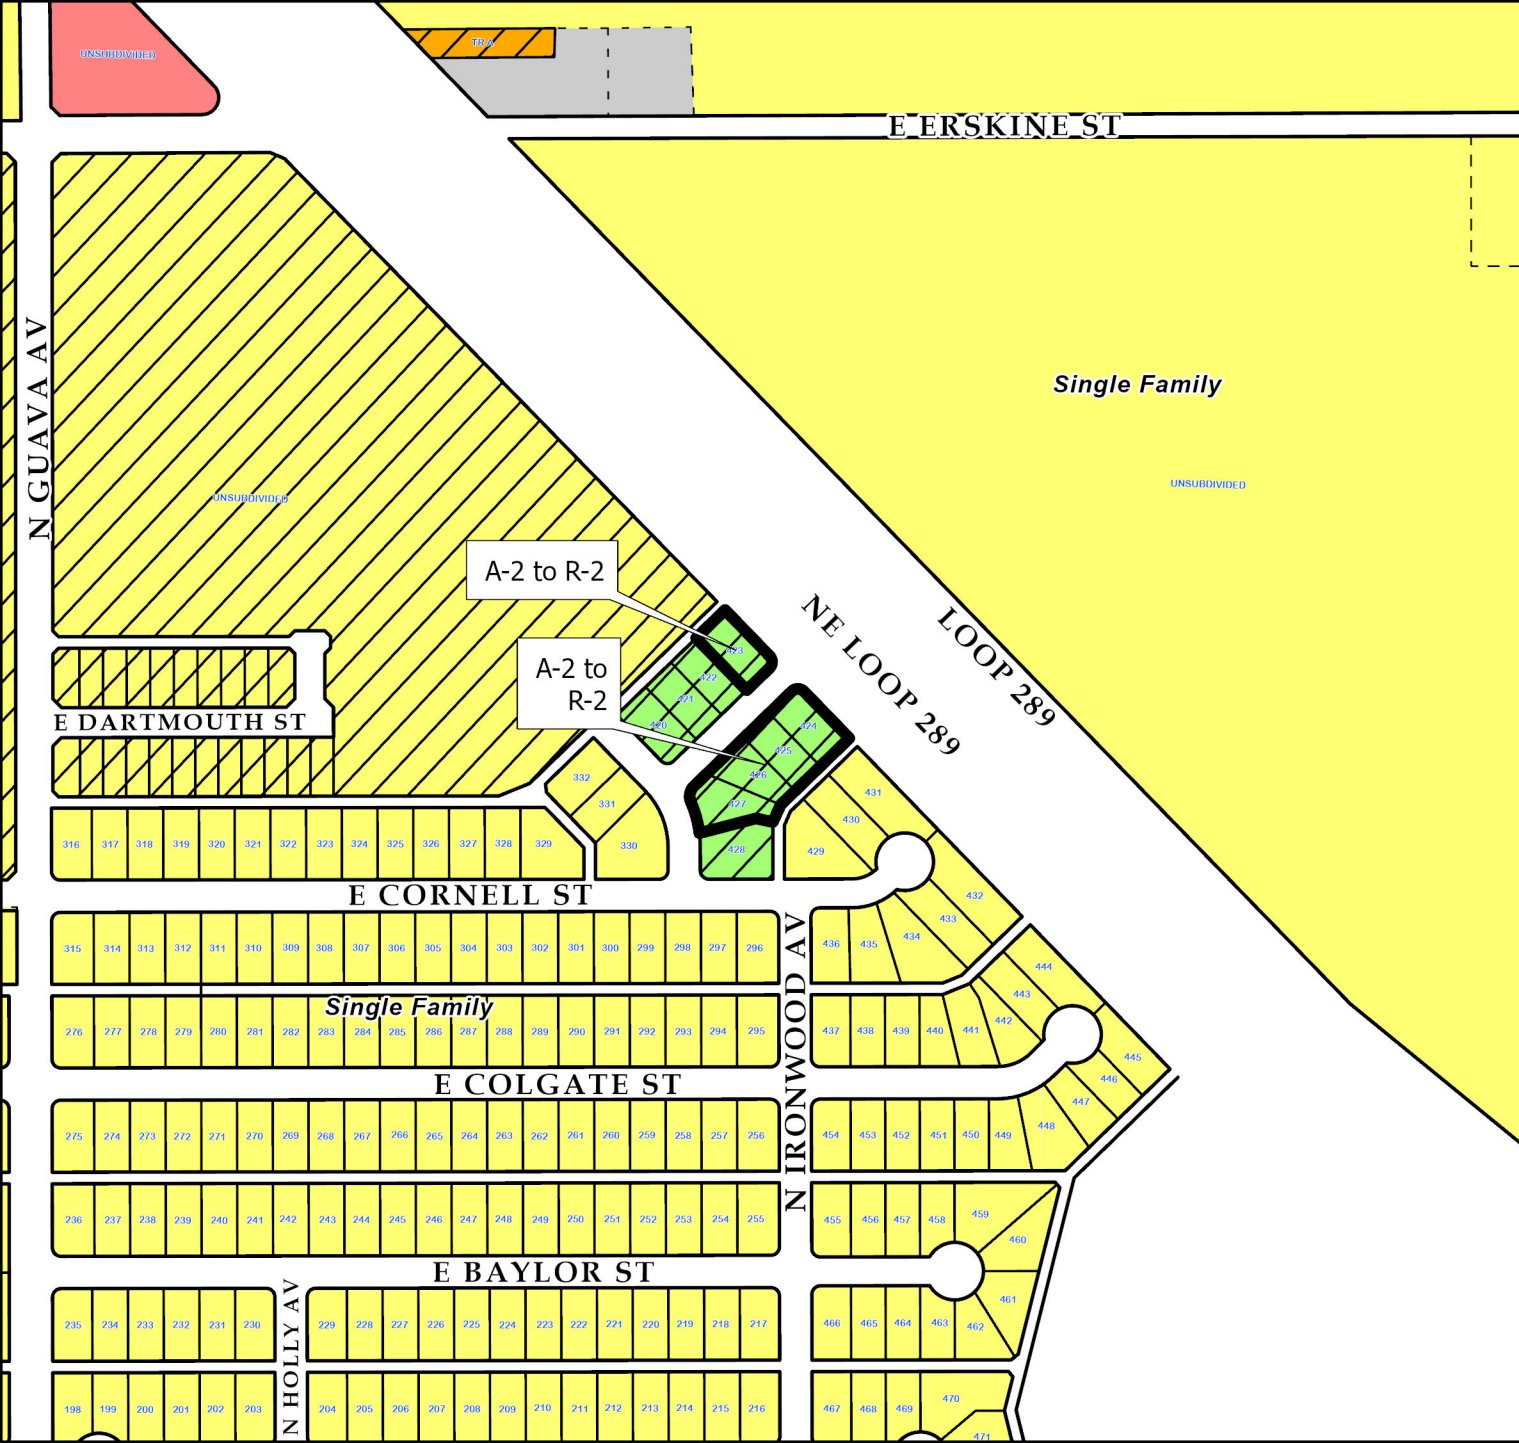 UNSUBDIVIDED
TR A
E ERSKINE ST
N GUAVA AV
Single Family
UNSUBDIVIDED
UNSUBDIVIDED
A-2 to R-2
NE LOOP 289
LOOP 289
423
422
421
420
A-2 to
R-2
424
425
426
427
428
E DARTMOUTH ST
332
331
330
431
430
429
316 317 318 319 320 321 322 323 324 325 326 327 328 329
E CORNELL ST
432
433
434
435
436
315 314 313 312 311 310 309 308 307 306 305 304 303 302 301 300 299 298 297 296
N IRONWOOD AV
444
443
442
Single Family
276 277 278 279 280 281 282 283 284 285 286 287 288 289 290 291 292 293 294 295
437 438 439 440 441
445
446
447
448
E COLGATE ST
275 274 273 272 271 270 269 268 267 266 265 264 263 262 261 260 259 258 257 256
454 453 452 451 450 449
236 237 238 239 240 241 242 243 244 245 246 247 248 249 250 251 252 253 254 255
455 456 457 458 459
460
461
462
E BAYLOR ST
N HOLLY AV
235 234 233 232 231 230
229 228 227 226 225 224 223 222 221 220 219 218 217
466 465 464 463
198 199 200 201 202 203
204 205 206 207 208 209 210 211 212 213 214 215 216
467 468 469 470
471